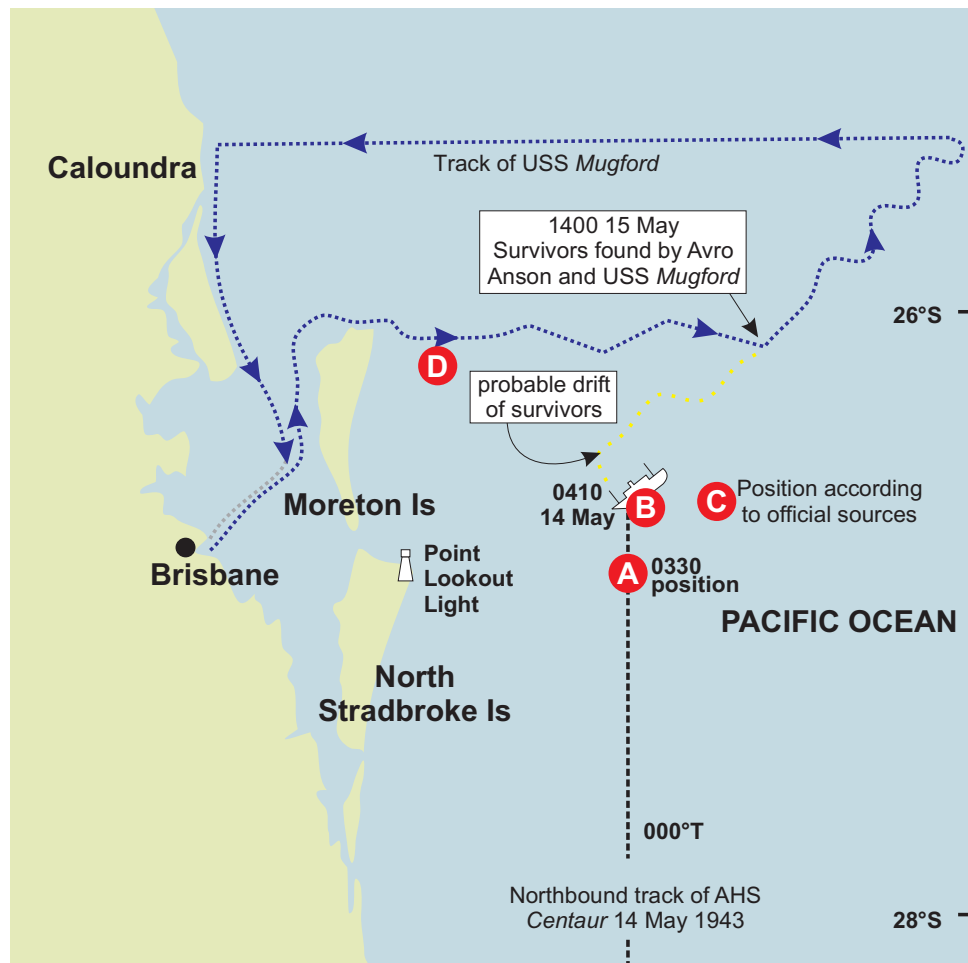 Caloundra
Track of USS Mugford
1400 15 May
Survivors found by Avro
Anson and USS Mugford
26°S
D
probable drift
of survivors
0410
14 May
B
C
Position according
to official sources
Moreton Is
Brisbane
Point
Lookout
Light
A
0330
position
PACIFIC OCEAN
North
Stradbroke Is
000°T
Northbound track of AHS
Centaur 14 May 1943
28°S